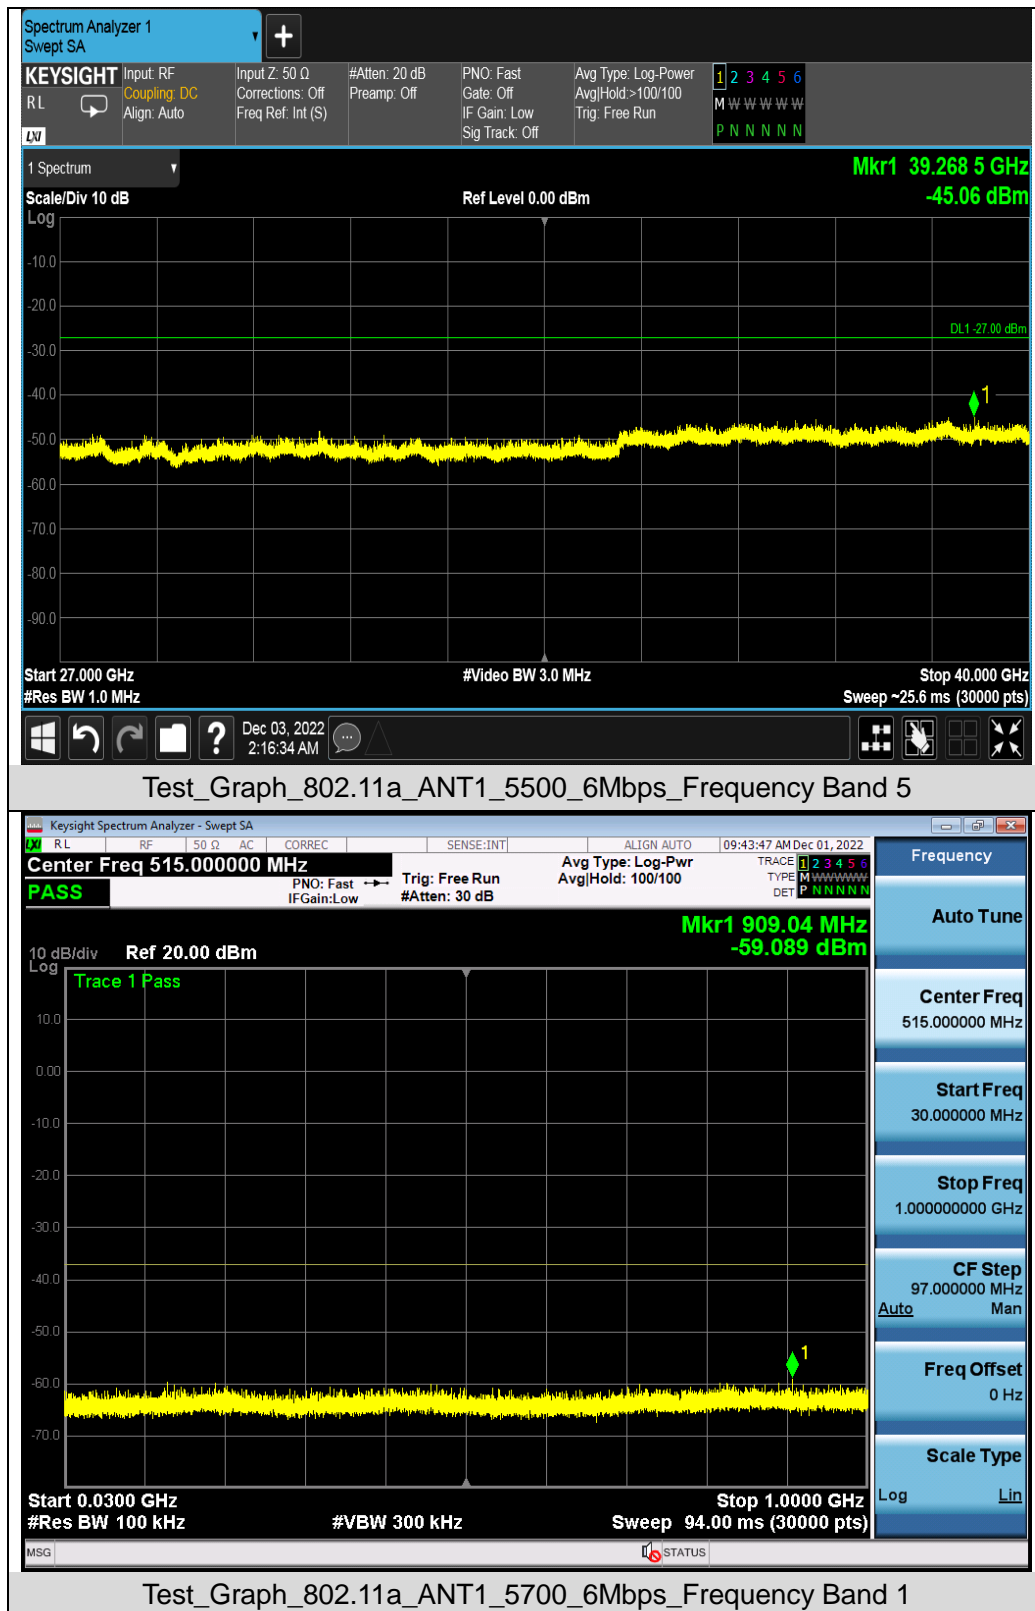 Spectrum Analyzer 1
Swept SA
KEYSIGHT
RL
LXI
Input: RF
Coupling: DC
Align: Auto
Input Z: 50 Ω
Corrections: Off
Freq Ref: Int (S)
#Atten: 20 dB
Preamp: Off
PNO: Fast
Gate: Off
IF Gain: Low
Sig Track: Off
Avg Type: Log-Power
Avg|Hold:>100/100
Trig: Free Run
1 2 3 4 5 6
M W W W W W
P N N N N N
1 Spectrum
Mkr1 39.268 5 GHz
Scale/Div 10 dB
Ref Level 0.00 dBm
-45.06 dBm
Log
-10.0
-20.0
DL1 -27.00 dBm
-30.0
-40.0
1
-50.0
-60.0
-70.0
-80.0
-90.0
Start 27.000 GHz
#Video BW 3.0 MHz
Stop 40.000 GHz
#Res BW 1.0 MHz
Sweep ~25.6 ms (30000 pts)
?
Dec 03, 2022
2:16:34 AM
Test_Graph_802.11a_ANT1_5500_6Mbps_Frequency Band 5
Keysight Spectrum Analyzer - Swept SA
LXI RL RF 50 Ω AC CORREC SENSE:INT ALIGN AUTO 09:43:47 AM Dec 01, 2022
Center Freq 515.000000 MHz
PASS
PNO: Fast
IFGain:Low
Trig: Free Run
#Atten: 30 dB
Avg Type: Log-Pwr
Avg|Hold: 100/100
TRACE 1 2 3 4 5 6
TYPE M W W W W W
DET P N N N N N
Mkr1 909.04 MHz
-59.089 dBm
10 dB/div
Ref 20.00 dBm
Log
Trace 1 Pass
10.0
0.00
-10.0
-20.0
-30.0
-40.0
-50.0
1
-60.0
-70.0
Start 0.0300 GHz
Stop 1.0000 GHz
#Res BW 100 kHz
#VBW 300 kHz
Sweep 94.00 ms (30000 pts)
MSG
STATUS
Frequency
Auto Tune
Center Freq
515.000000 MHz
Start Freq
30.000000 MHz
Stop Freq
1.000000000 GHz
CF Step
97.000000 MHz
Auto Man
Freq Offset
0 Hz
Scale Type
Log Lin
Test_Graph_802.11a_ANT1_5700_6Mbps_Frequency Band 1